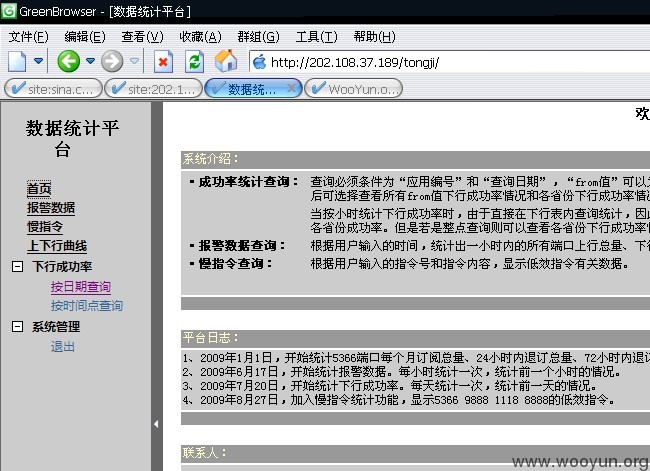 GreenBrowser - [数据统计平台]
文件(F) 编辑(E) 查看(V) 收藏(A) 群组(G) 工具(T) 帮助(H)
http://202.108.37.189/tongji/
site:sina.c... site:202.1... 数据统... WooYun.o...
数据统计平
台
首页
报警数据
慢指令
上下行曲线
下行成功率
按日期查询
按时间点查询
系统管理
退出
欢
系统介绍：
成功率统计查询： 查询必须条件为“应用编号”和“查询日期”，“from值”可以为
后可选择查看所有from值下行成功率情况和各省份下行成功率情
当按小时统计下行成功率时，由于直接在下行表内查询统计，因此
各省份成功率。但是若是整点查询则可以查看各省份下行成功率情
报警数据查询： 根据用户输入的时间，统计出一小时内的所有端口上行总量、下行
慢指令查询： 根据用户输入的指令号和指令内容，显示低效指令有关数据。
平台日志：
1、2009年1月1日，开始统计5366端口每个月订阅总量、24小时内退订总量、72小时内退订
2、2009年6月17日，开始统计报警数据。每小时统计一次，统计前一个小时的情况。
3、2009年7月20日，开始统计下行成功率。每天统计一次，统计前一天的情况。
4、2009年8月27日，加入慢指令统计功能，显示5366 9888 1118 8888的低效指令。
联系人：
www.wooyun.org